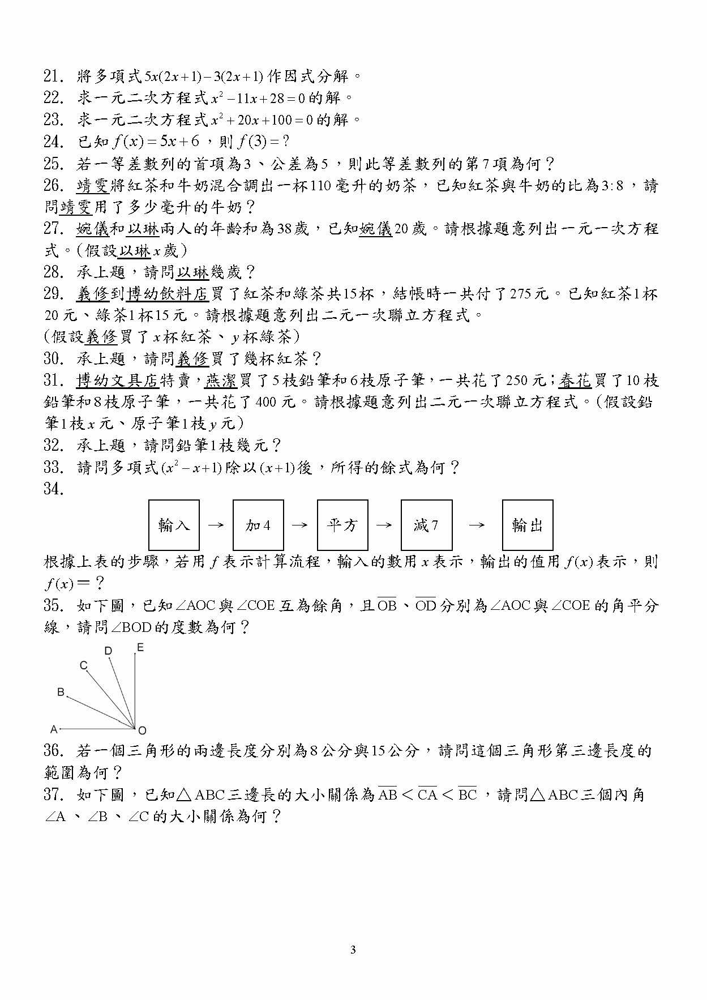 21. 將多項式5x(2x+1)−3(2x+1)作因式分解。
22. 求一元二次方程式x²−11x+28=0的解。
23. 求一元二次方程式x²+20x+100=0的解。
24. 已知f(x)=5x+6，則f(3)=?
25. 若一等差數列的首項為3、公差為5，則此等差數列的第7項為何？
26. 靖雯將紅茶和牛奶混合調出一杯110毫升的奶茶，已知紅茶與牛奶的比為3:8，請
問靖雯用了多少毫升的牛奶？
27. 婉儀和以琳兩人的年齡和為38歲，已知婉儀20歲。請根據題意列出一元一次方程
式。(假設以琳x歲)
28. 承上題，請問以琳幾歲？
29. 義修到博幼飲料店買了紅茶和綠茶共15杯，結帳時一共付了275元。已知紅茶1杯
20元、綠茶1杯15元。請根據題意列出二元一次聯立方程式。
(假設義修買了x杯紅茶、y杯綠茶)
30. 承上題，請問義修買了幾杯紅茶？
31. 博幼文具店特賣，燕潔買了5枝鉛筆和6枝原子筆，一共花了250元；春花買了10枝
鉛筆和8枝原子筆，一共花了400元。請根據題意列出二元一次聯立方程式。(假設鉛
筆1枝x元、原子筆1枝y元)
32. 承上題，請問鉛筆1枝幾元？
33. 請問多項式(x²−x+1)除以(x+1)後，所得的餘式為何？
34.
輸入 → 加4 → 平方 → 減7 → 輸出
根據上表的步驟，若用f表示計算流程，輸入的數用x表示，輸出的值用f(x)表示，則
f(x)＝？
35. 如下圖，已知∠AOC與∠COE互為餘角，且O̅B̅、O̅D̅分別為∠AOC與∠COE的角平分
線，請問∠BOD的度數為何？
D E
C
B
A O
36. 若一個三角形的兩邊長度分別為8公分與15公分，請問這個三角形第三邊長度的
範圍為何？
37. 如下圖，已知△ABC三邊長的大小關係為A̅B̅＜C̅A̅＜B̅C̅，請問△ABC三個內角
∠A、∠B、∠C的大小關係為何？
3